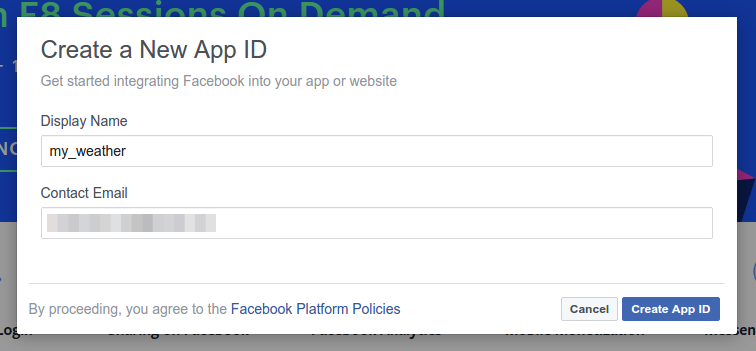 F8 Sessions On Demand
Create a New App ID
Get started integrating Facebook into your app or website
Display Name
my_weather
Contact Email
By proceeding, you agree to the Facebook Platform Policies
Cancel
Create App ID